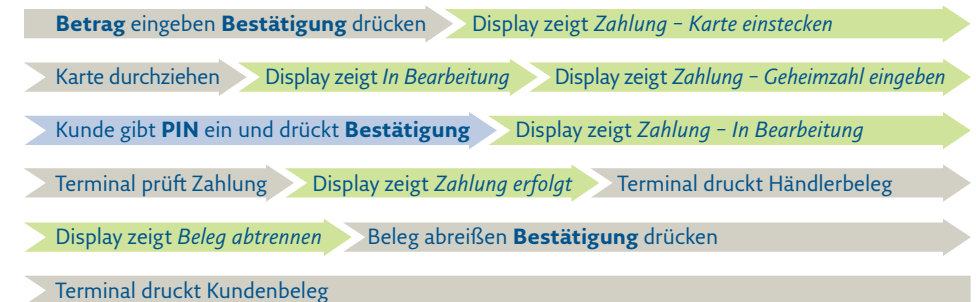 Betrag eingeben Bestätigung drücken Display zeigt Zahlung – Karte einstecken
Karte durchziehen Display zeigt In Bearbeitung Display zeigt Zahlung – Geheimzahl eingeben
Kunde gibt PIN ein und drückt Bestätigung Display zeigt Zahlung – In Bearbeitung
Terminal prüft Zahlung Display zeigt Zahlung erfolgt Terminal druckt Händlerbeleg
Display zeigt Beleg abtrennen Beleg abreißen Bestätigung drücken
Terminal druckt Kundenbeleg